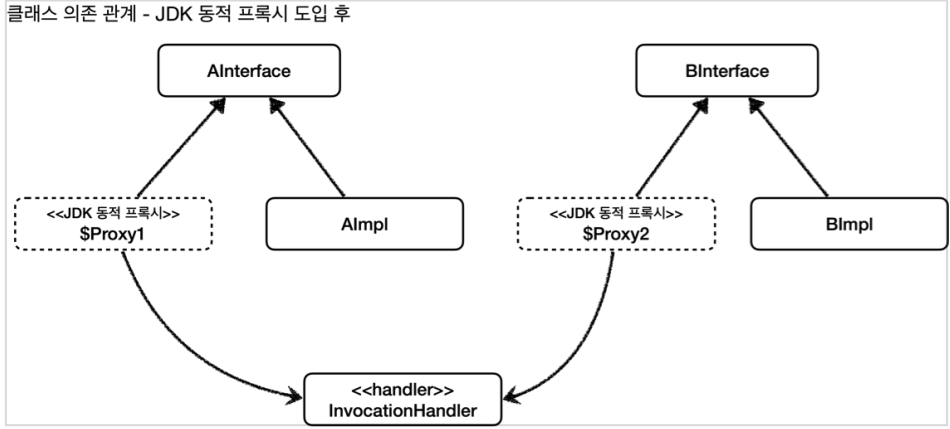 클래스 의존 관계 - JDK 동적 프록시 도입 후
AInterface
BInterface
<<JDK 동적 프록시>>
$Proxy1
AImpl
<<JDK 동적 프록시>>
$Proxy2
BImpl
<<handler>>
InvocationHandler